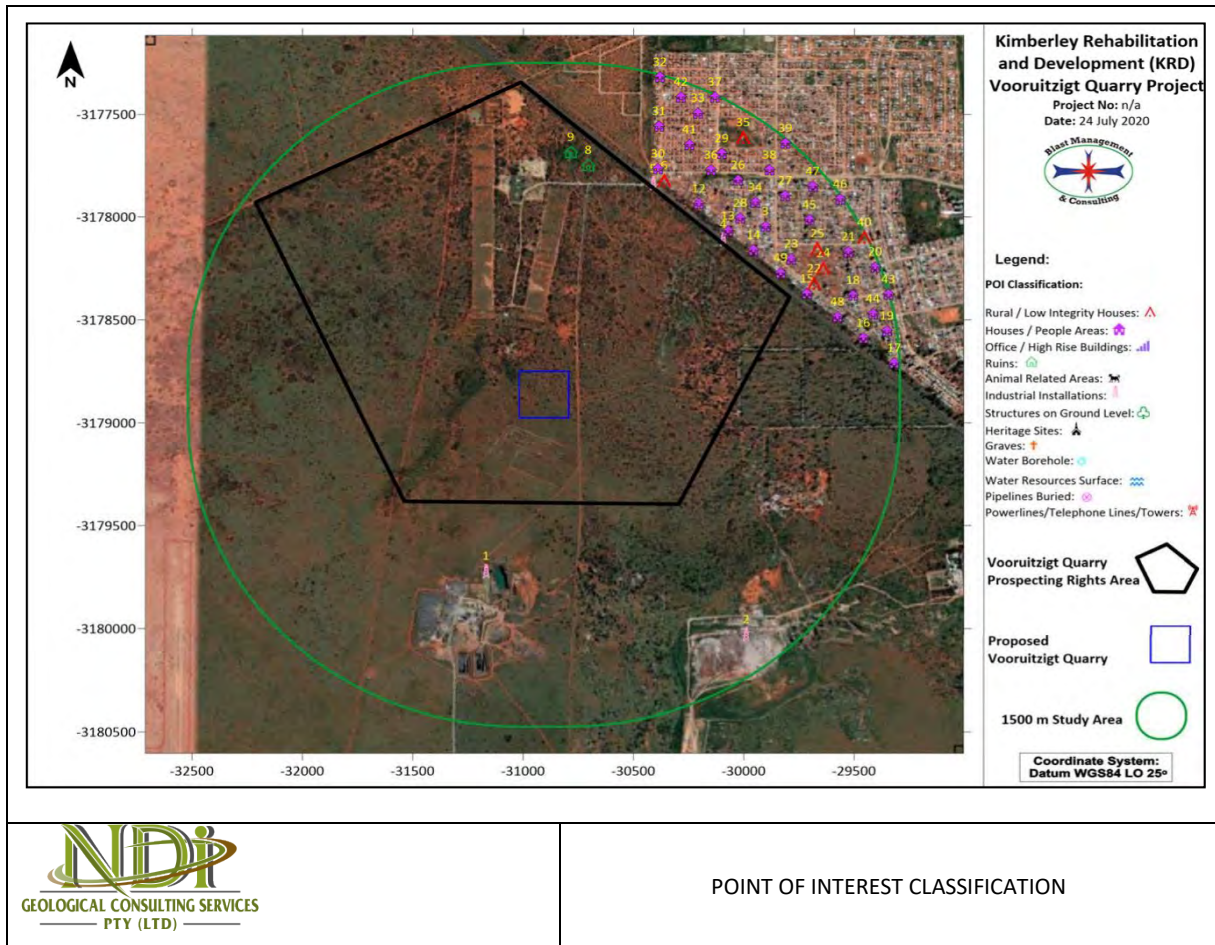 Kimberley Rehabilitation
and Development (KRD)
Vooruitzigt Quarry Project
Project No: n/a
Date: 24 July 2020
Blast Management
& Consulting
Legend:
POI Classification:
Rural / Low Integrity Houses:
Houses / People Areas:
Office / High Rise Buildings:
Ruins:
Animal Related Areas:
Industrial Installations:
Structures on Ground Level:
Heritage Sites:
Graves:
Water Borehole:
Water Resources Surface:
Pipelines Buried:
Powerlines/Telephone Lines/Towers:
Vooruitzigt Quarry
Prospecting Rights Area
Proposed
Vooruitzigt Quarry
1500 m Study Area
Coordinate System:
Datum WGS84 LO 25º
N
-3177500
-3178000
-3178500
-3179000
-3179500
-3180000
-3180500
-32500
-32000
-31500
-31000
-30500
-30000
-29500
32
42
37
33
31
35
41
29
39
9
8
30
36
26
38
12
34
27
47
46
28
13
3
45
40
14
25
21
23
24
20
49
22
15
18
43
48
44
16
19
17
1
2
NDi
GEOLOGICAL CONSULTING SERVICES
PTY (LTD)
POINT OF INTEREST CLASSIFICATION